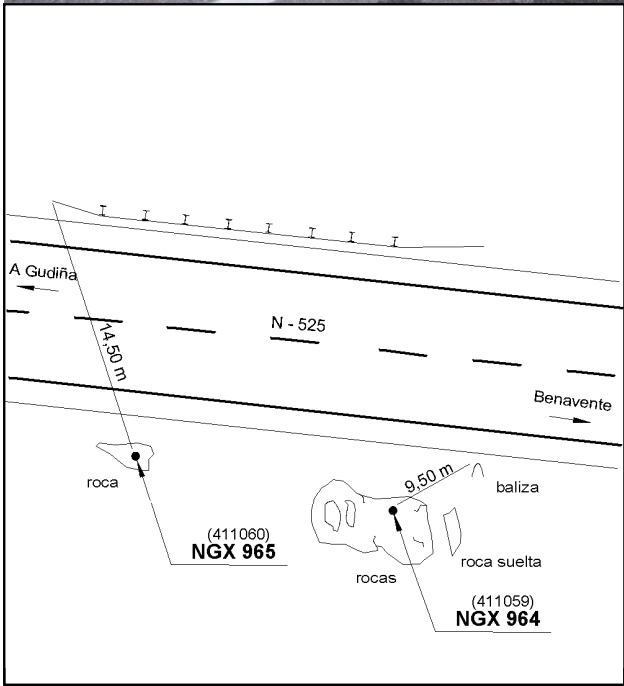 A Gudiña
N - 525
14,50 m
Benavente
roca
9,50 m
baliza
(411060)
NGX 965
roca suelta
rocas
(411059)
NGX 964